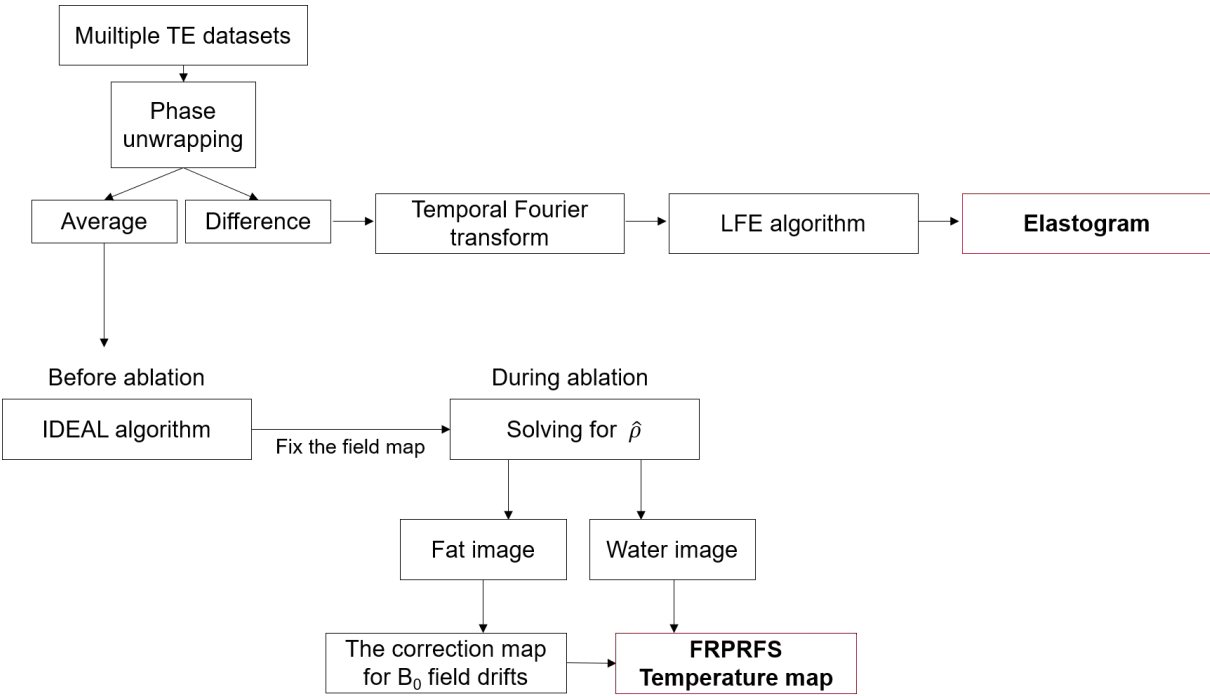 Muiltiple TE datasets
Phase
unwrapping
Average
Difference
Temporal Fourier
transform
LFE algorithm
Elastogram
Before ablation
During ablation
IDEAL algorithm
Fix the field map
Solving for ρ̂
Fat image
Water image
The correction map
for B₀ field drifts
FRPRFS
Temperature map